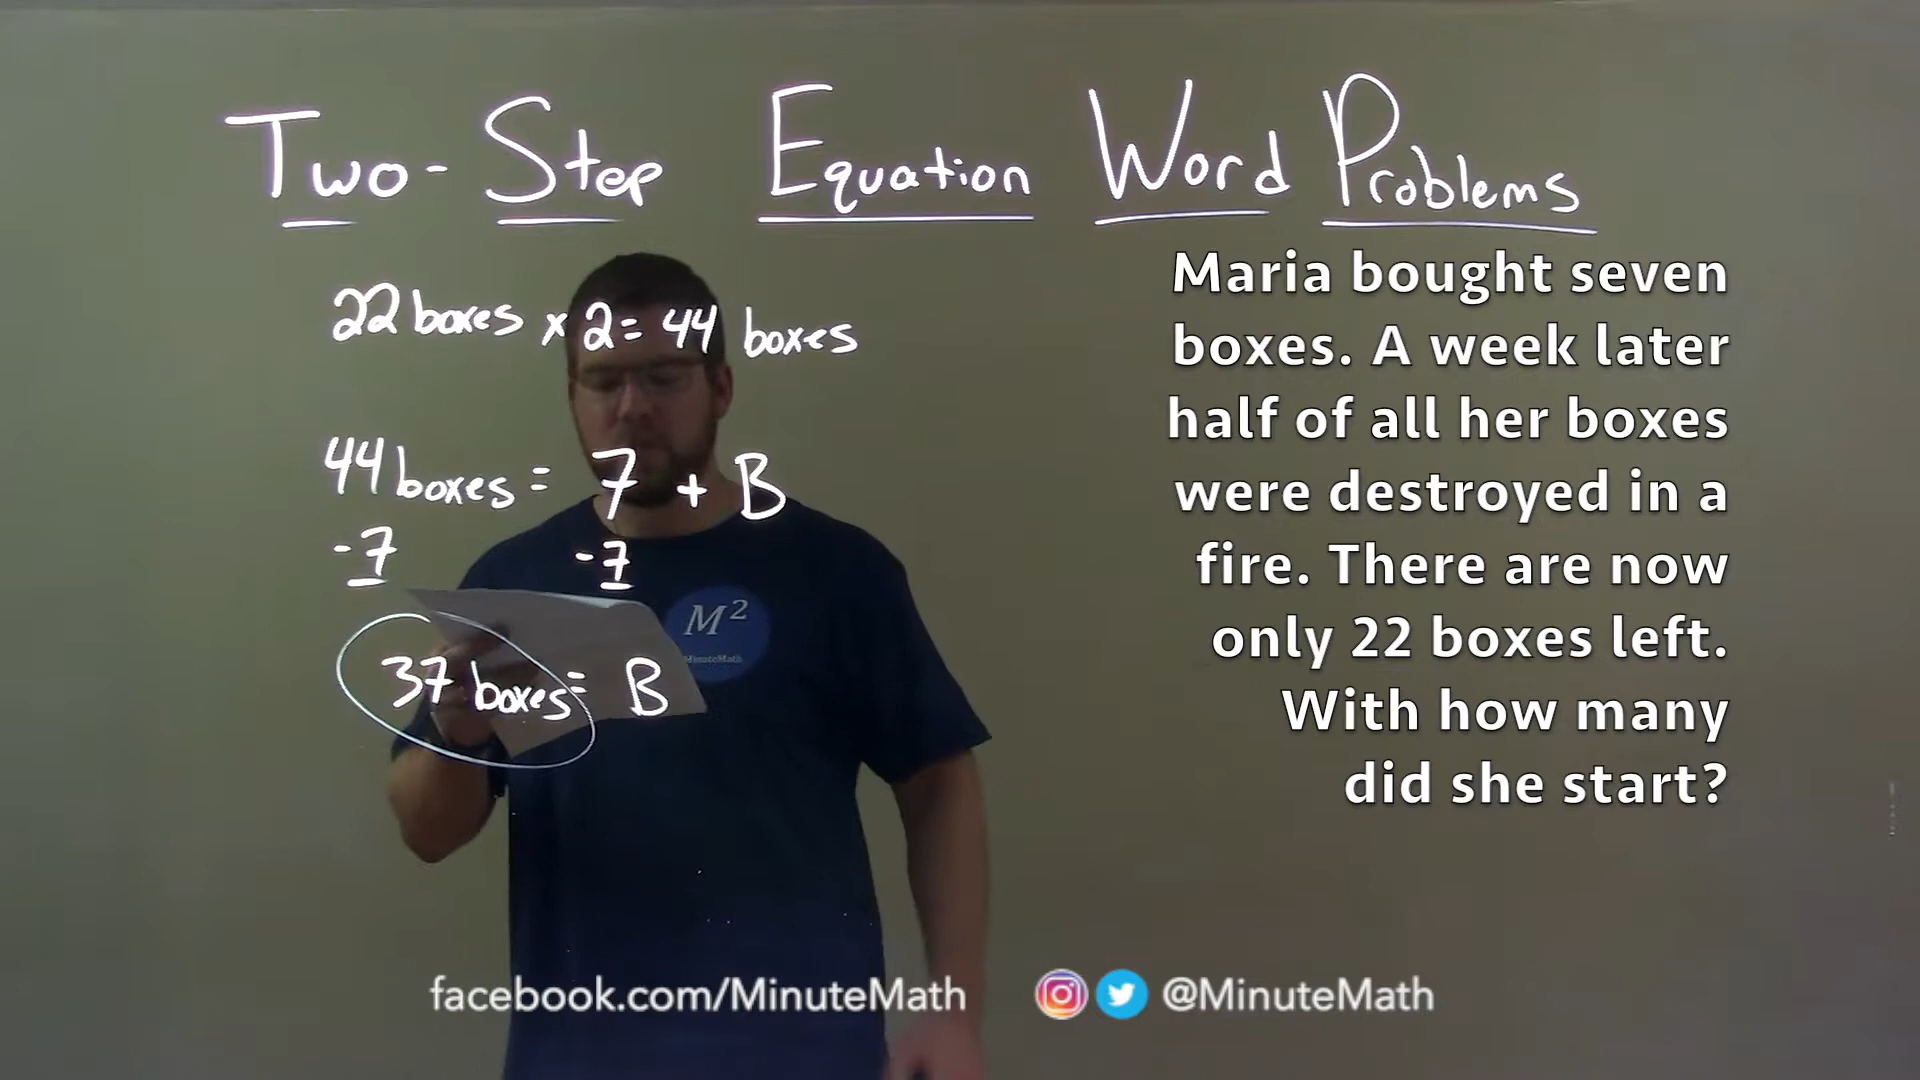 Two-Step Equation Word Problems
22 boxes x 2 = 44 boxes
44 boxes = 7 + B
-7 -7
37 boxes = B
Maria bought seven
boxes. A week later
half of all her boxes
were destroyed in a
fire. There are now
only 22 boxes left.
With how many
did she start?
M²
MinuteMath
facebook.com/MinuteMath @MinuteMath